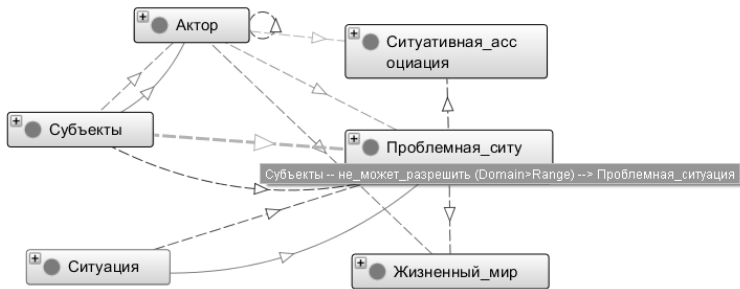 Актор
Ситуативная_асс
оциация
Субъекты
Проблемная_ситу
Субъекты -- не_может_разрешить (Domain>Range) --> Проблемная_ситуация
Ситуация
Жизненный_мир